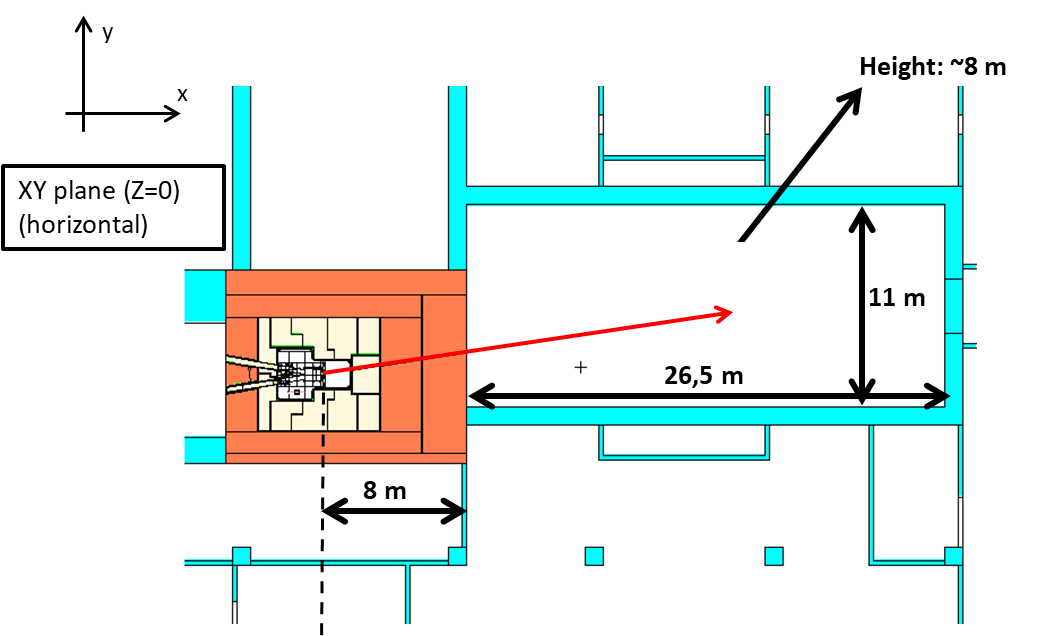 y
x
Height: ~8 m
XY plane (Z=0)
(horizontal)
11 m
26,5 m
8 m